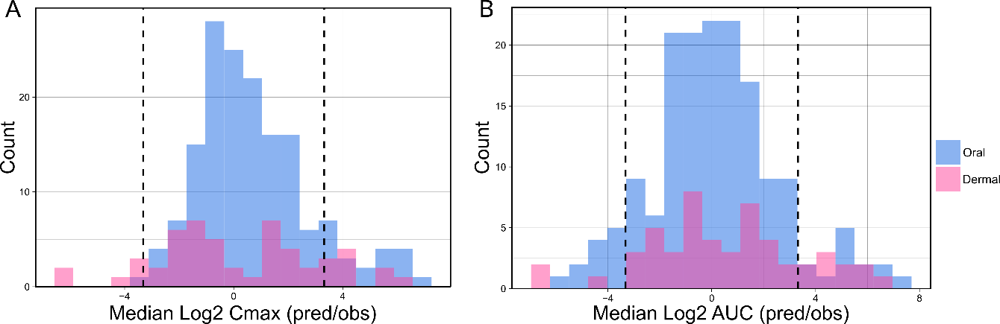 A
Count
20
10
0
−4
0
4
Median Log2 Cmax (pred/obs)
B
Count
20
15
10
5
0
−4
0
4
8
Median Log2 AUC (pred/obs)
Oral
Dermal